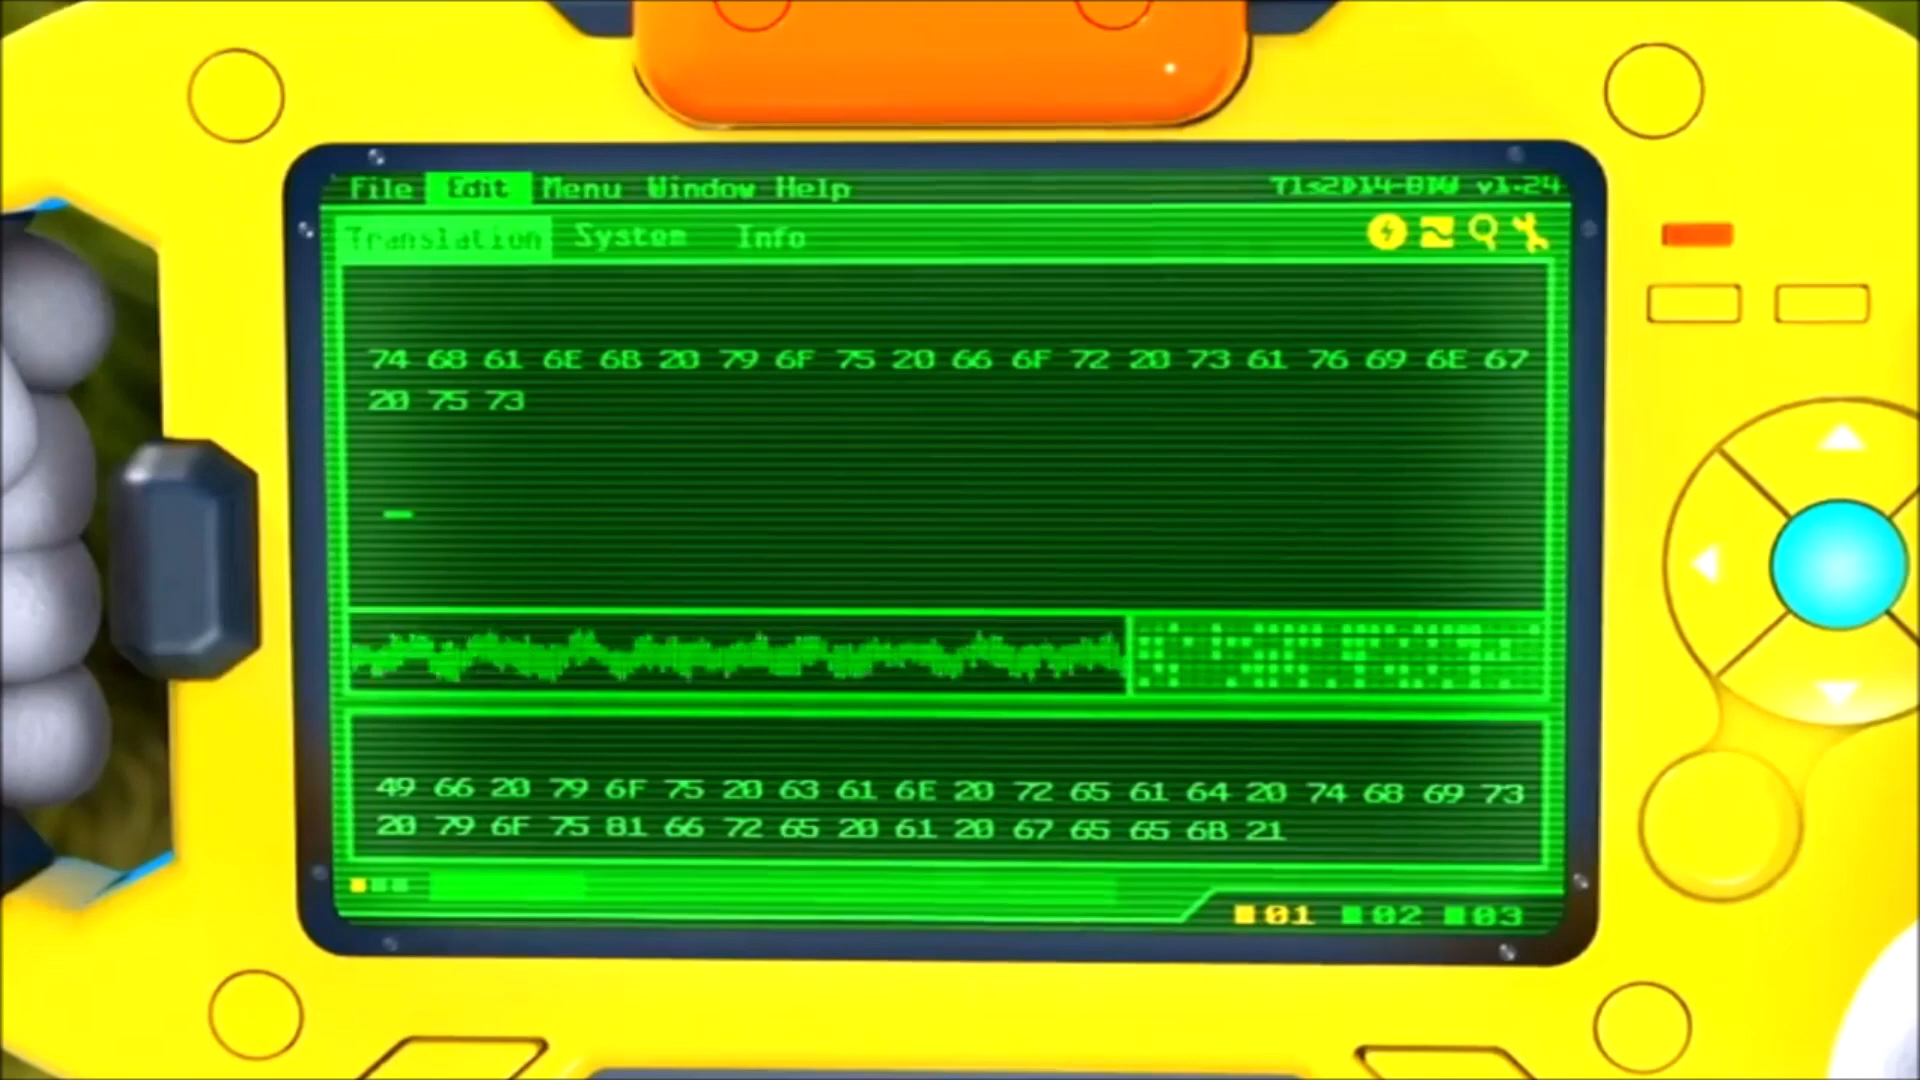 File Edit Menu Window Help
Translation System Info
74 68 61 6E 6B 20 79 6F 75 20 66 6F 72 20 73 61 76 69 6E 67
20 75 73
49 66 20 79 6F 75 20 63 61 6E 20 72 65 61 64 20 74 68 69 73
20 79 6F 75 81 66 72 65 20 61 20 67 65 65 6B 21
01 02 03